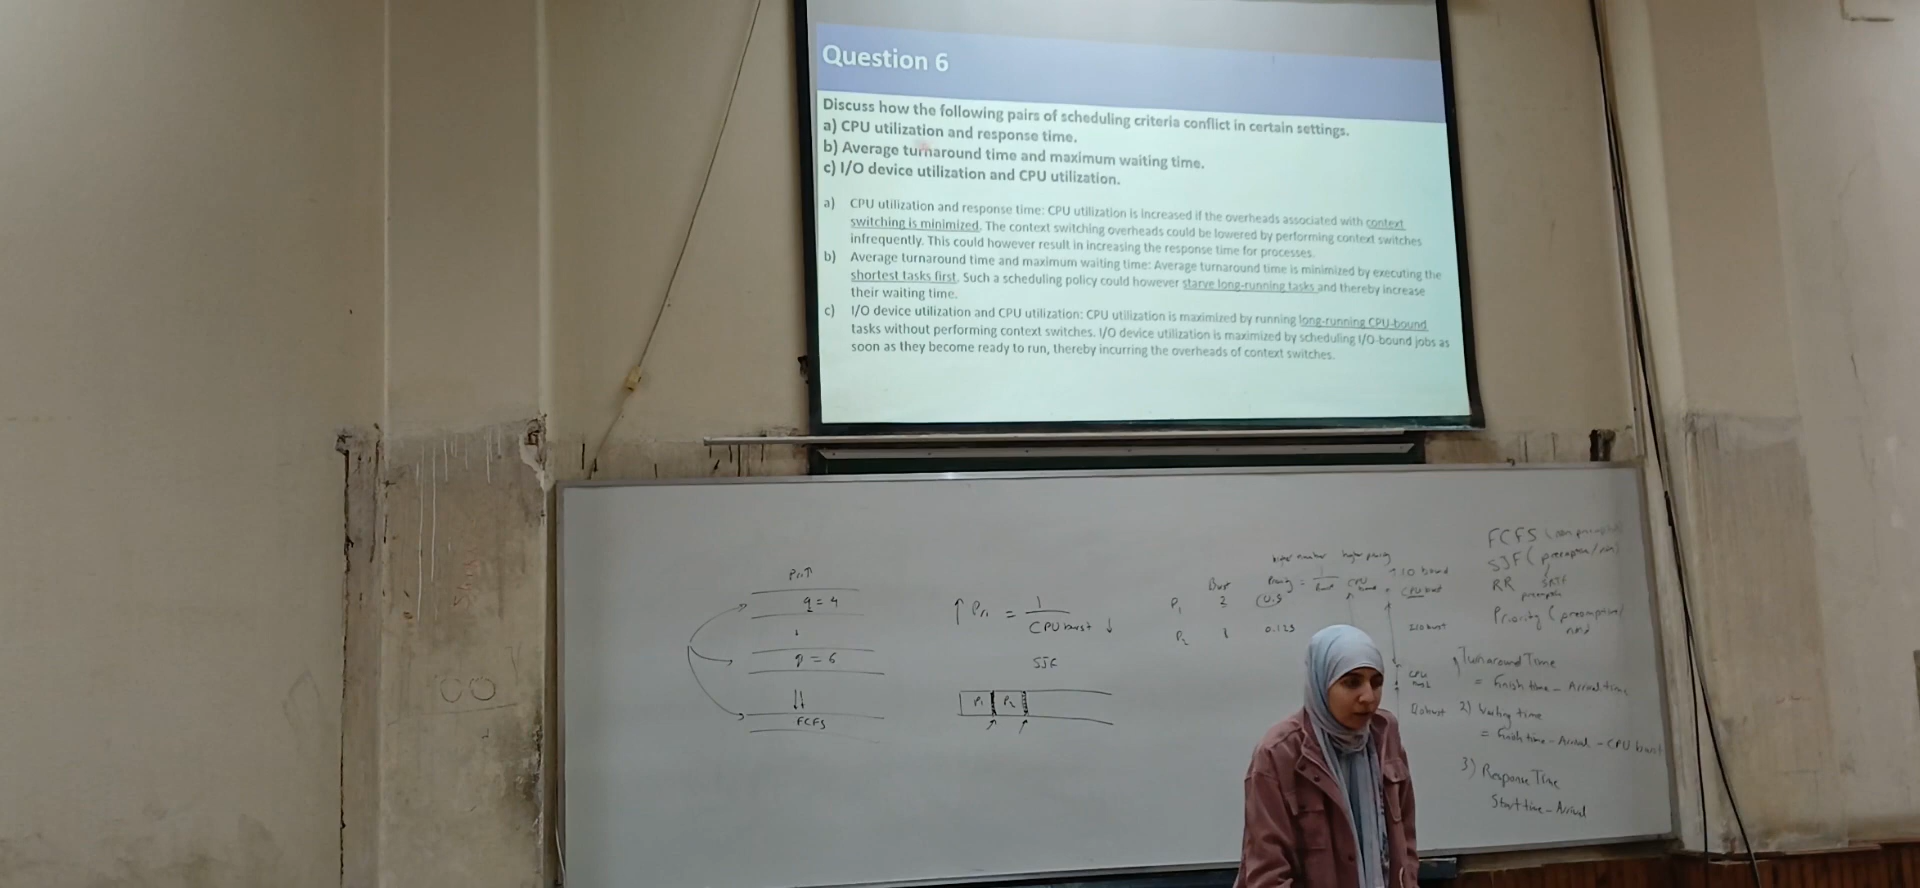 Question 6
Discuss how the following pairs of scheduling criteria conflict in certain settings.
a) CPU utilization and response time.
b) Average turnaround time and maximum waiting time.
c) I/O device utilization and CPU utilization.
a) CPU utilization and response time: CPU utilization is increased if the overheads associated with context
switching is minimized. The context switching overheads could be lowered by performing context switches
infrequently. This could however result in increasing the response time for processes.
b) Average turnaround time and maximum waiting time: Average turnaround time is minimized by executing the
shortest tasks first. Such a scheduling policy could however starve long-running tasks and thereby increase
their waiting time.
c) I/O device utilization and CPU utilization: CPU utilization is maximized by running long-running CPU-bound
tasks without performing context switches. I/O device utilization is maximized by scheduling I/O-bound jobs as
soon as they become ready to run, thereby incurring the overheads of context switches.
Pri↑
q = 4
q = 6
FCFS
↑ Pri = 1
CPU burst ↓
SJF
P1 P2
P1
P2
0.5
0.125
FCFS
SJF (
RR SRTF
Priority (
1) Turnaround Time
= Finish time - Arrival time
2) Waiting time
= Finish time - Arrival - CPU burst
3) Response Time
Start time - Arrival